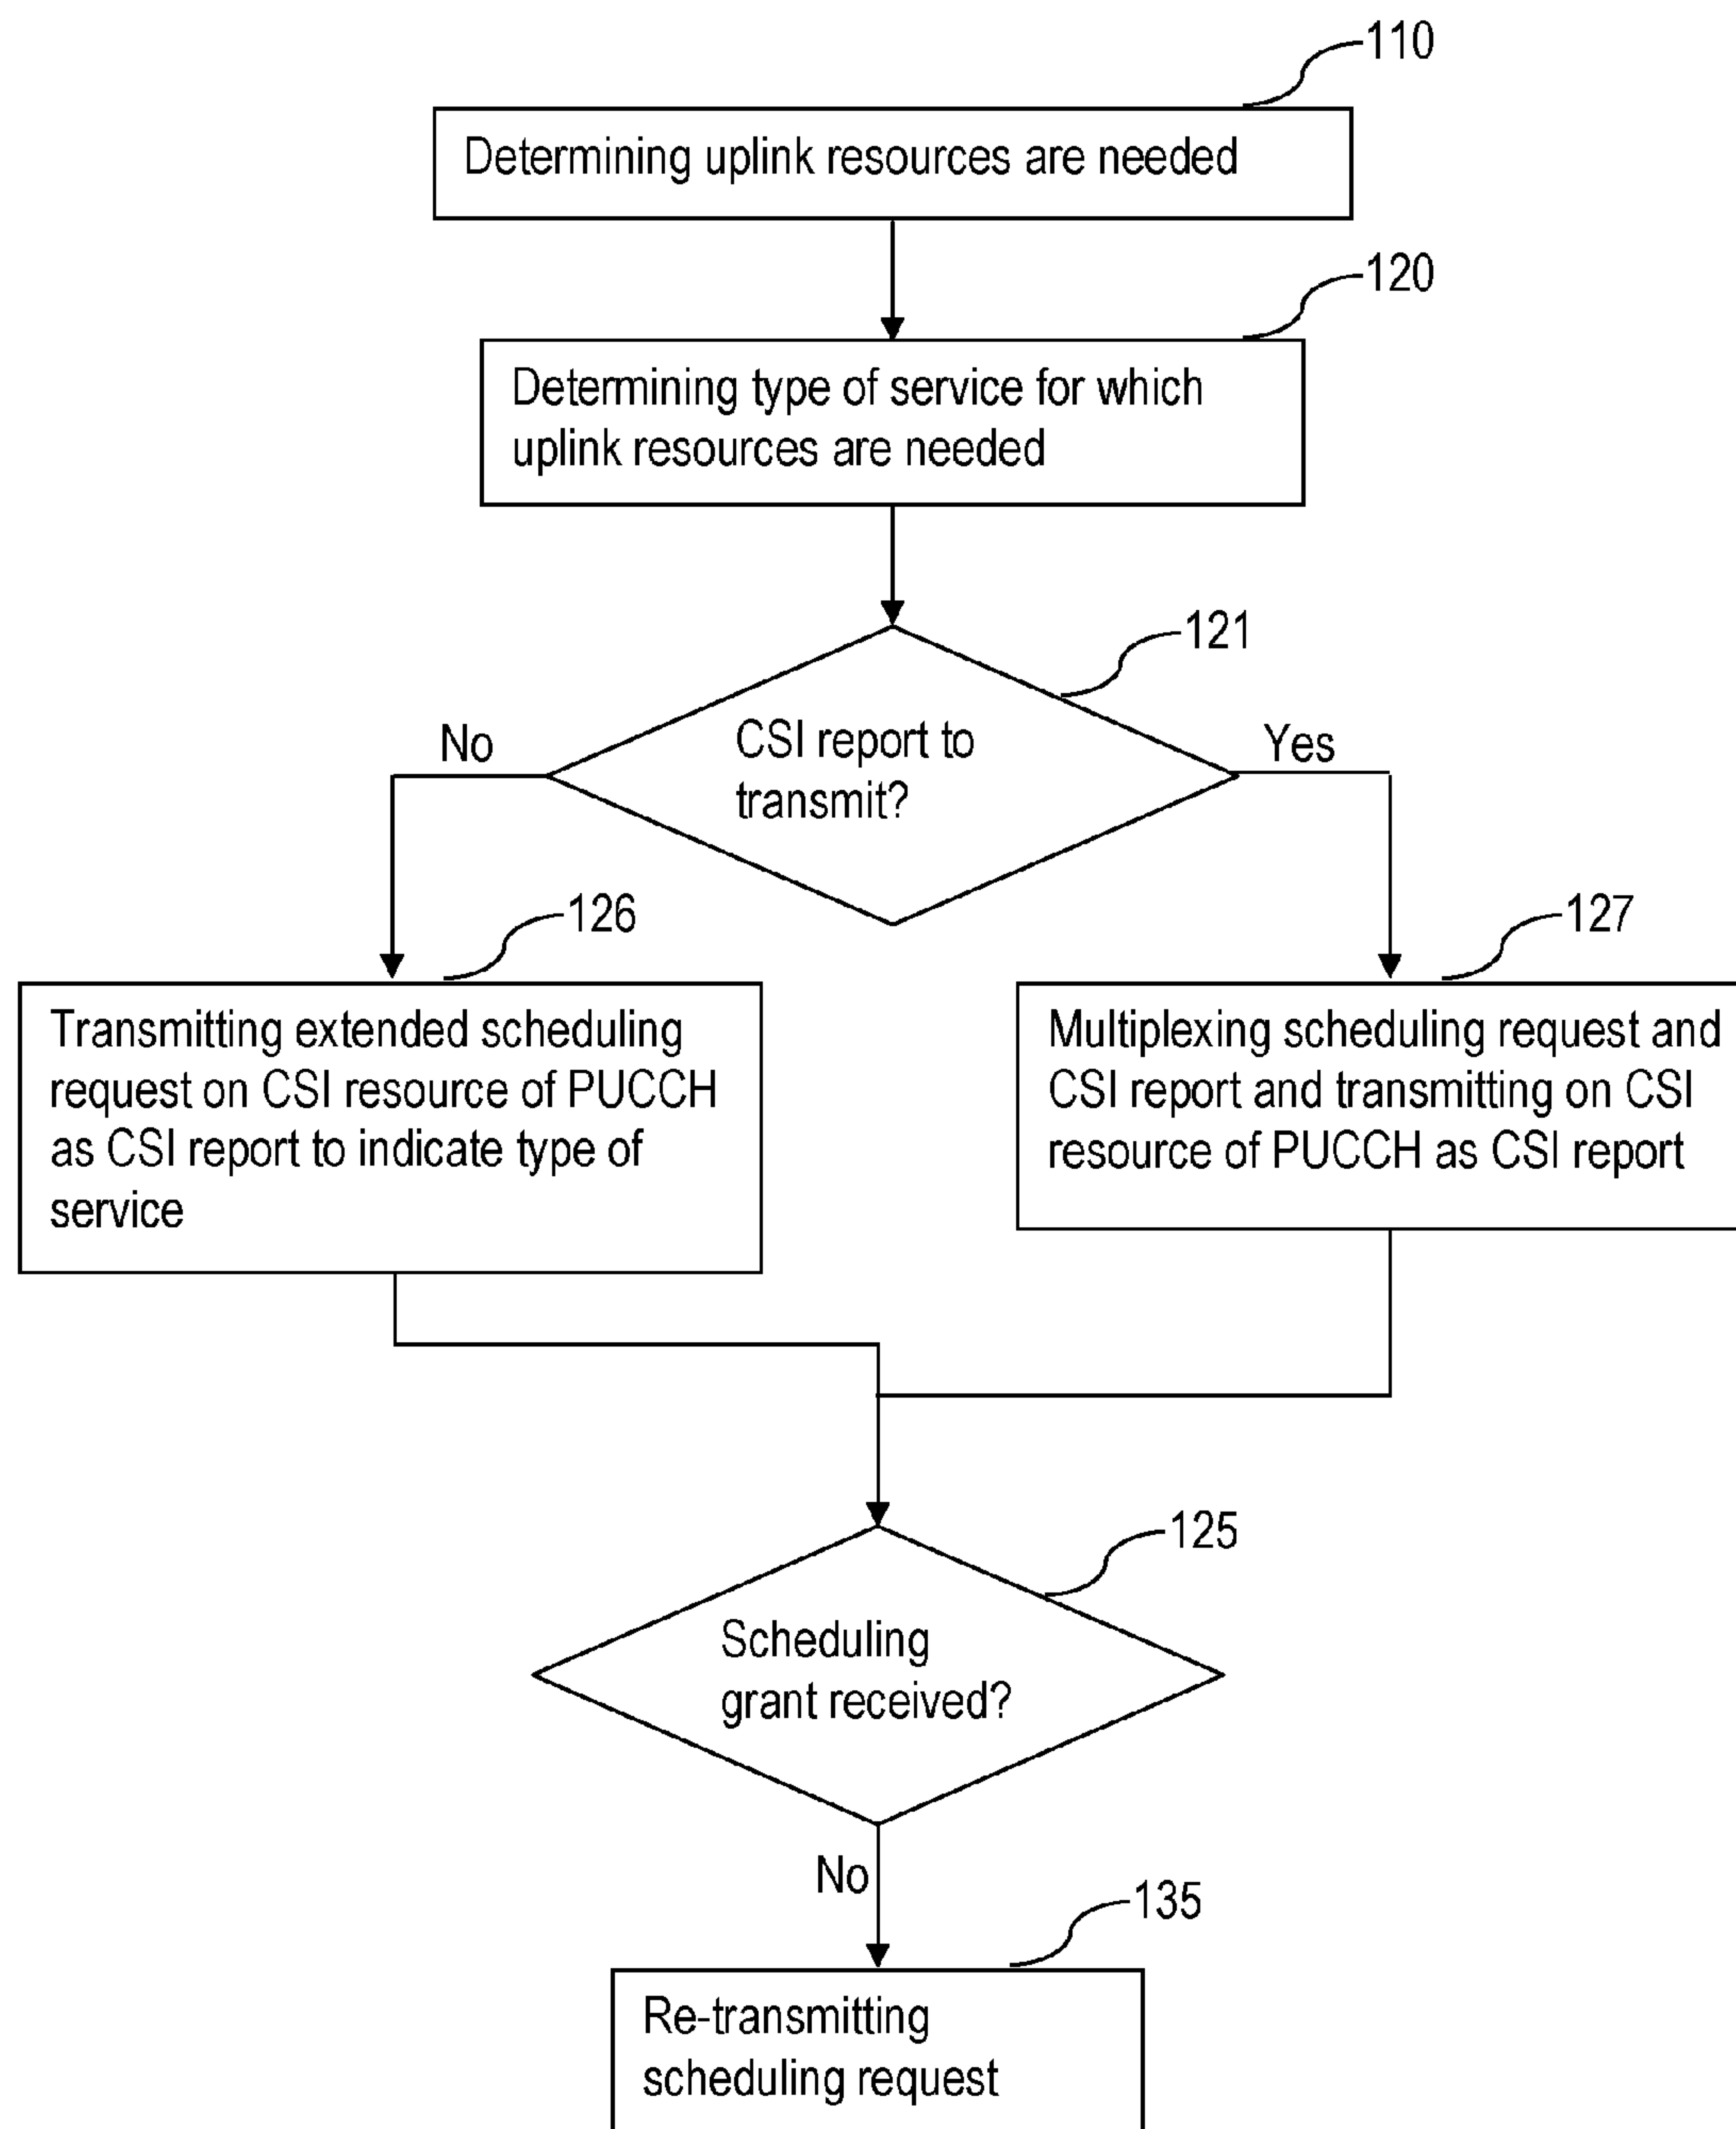 110
Determining uplink resources are needed
120
Determining type of service for which
uplink resources are needed
121
CSI report to
transmit?
No
Yes
126
Transmitting extended scheduling
request on CSI resource of PUCCH
as CSI report to indicate type of
service
127
Multiplexing scheduling request and
CSI report and transmitting on CSI
resource of PUCCH as CSI report
125
Scheduling
grant received?
No
135
Re-transmitting
scheduling request